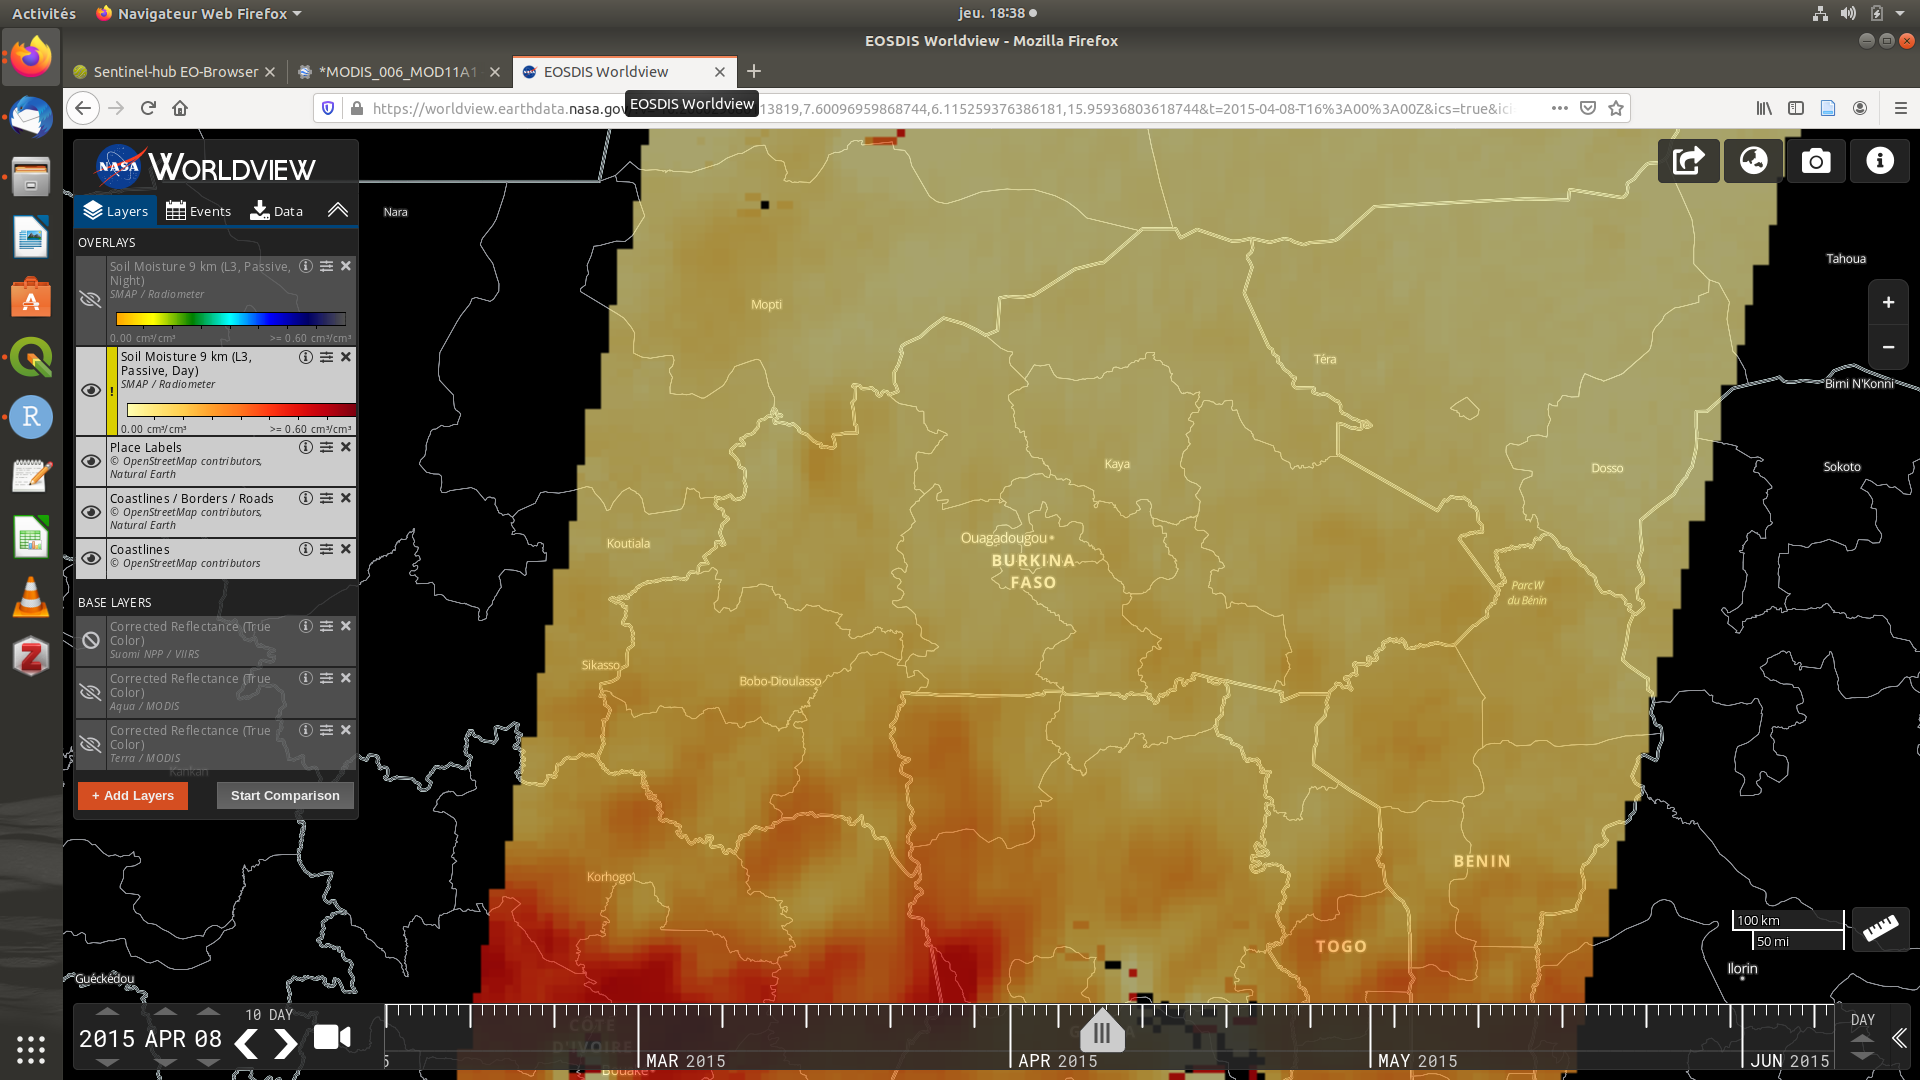 Activités
Navigateur Web Firefox
jeu. 18:38
EOSDIS Worldview - Mozilla Firefox
Sentinel-hub EO-Browser
*MODIS_006_MOD11A1
EOSDIS Worldview
https://worldview.earthdata.nasa.gov
13819,7.60096959868744,6.115259376386181,15.95936803618744&t=2015-04-08-T16%3A00%3A00Z&ics=true&ici
EOSDIS Worldview
NASA
WORLDVIEW
Layers
Events
Data
OVERLAYS
Soil Moisture 9 km (L3, Passive,
Night)
SMAP / Radiometer
0.00 cm³/cm³
>= 0.60 cm³/cm³
Soil Moisture 9 km (L3,
Passive, Day)
SMAP / Radiometer
0.00 cm³/cm³
>= 0.60 cm³/cm³
Place Labels
© OpenStreetMap contributors,
Natural Earth
Coastlines / Borders / Roads
© OpenStreetMap contributors,
Natural Earth
Coastlines
© OpenStreetMap contributors
BASE LAYERS
Corrected Reflectance (True
Color)
Suomi NPP / VIIRS
Corrected Reflectance (True
Color)
Aqua / MODIS
Corrected Reflectance (True
Color)
Terra / MODIS
Kankan
+ Add Layers
Start Comparison
Nara
Mopti
Tahoua
Téra
Birni N'Konni
Kaya
Dosso
Sokoto
Koutiala
Ouagadougou
BURKINA
FASO
Parc W
du Bénin
Sikasso
Bobo-Dioulasso
Korhogo
BENIN
TOGO
Guéckédou
Ilorin
100 km
50 mi
CÔTE
D'IVOIRE
Bouaké
10 DAY
2015 APR 08
MAR 2015
APR 2015
MAY 2015
JUN 2015
DAY